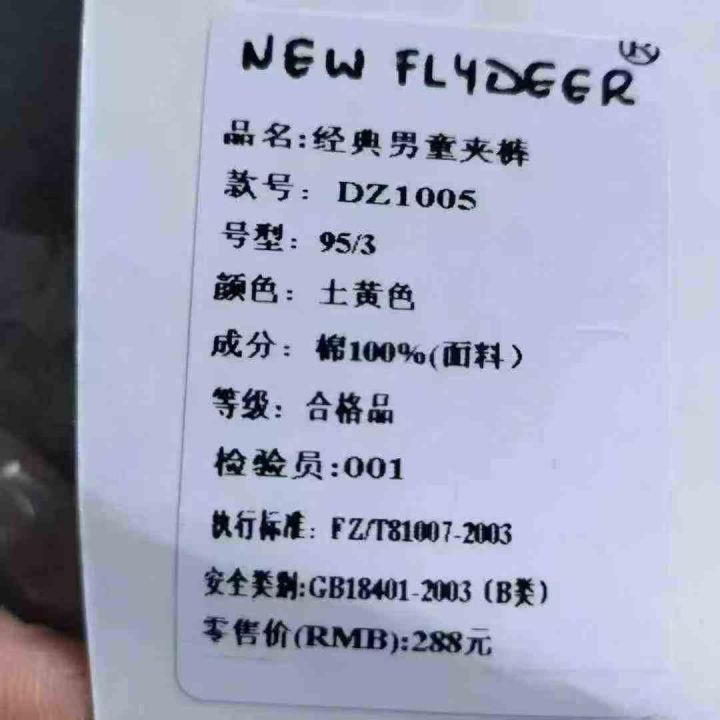 NEW FLYDEER ®
品名:经典男童夹裤
款号: DZ1005
号型: 95/3
颜色: 土黄色
成分: 棉100%(面料)
等级: 合格品
检验员:001
执行标准: FZ/T81007-2003
安全类别:GB18401-2003 (B类)
零售价(RMB):288元